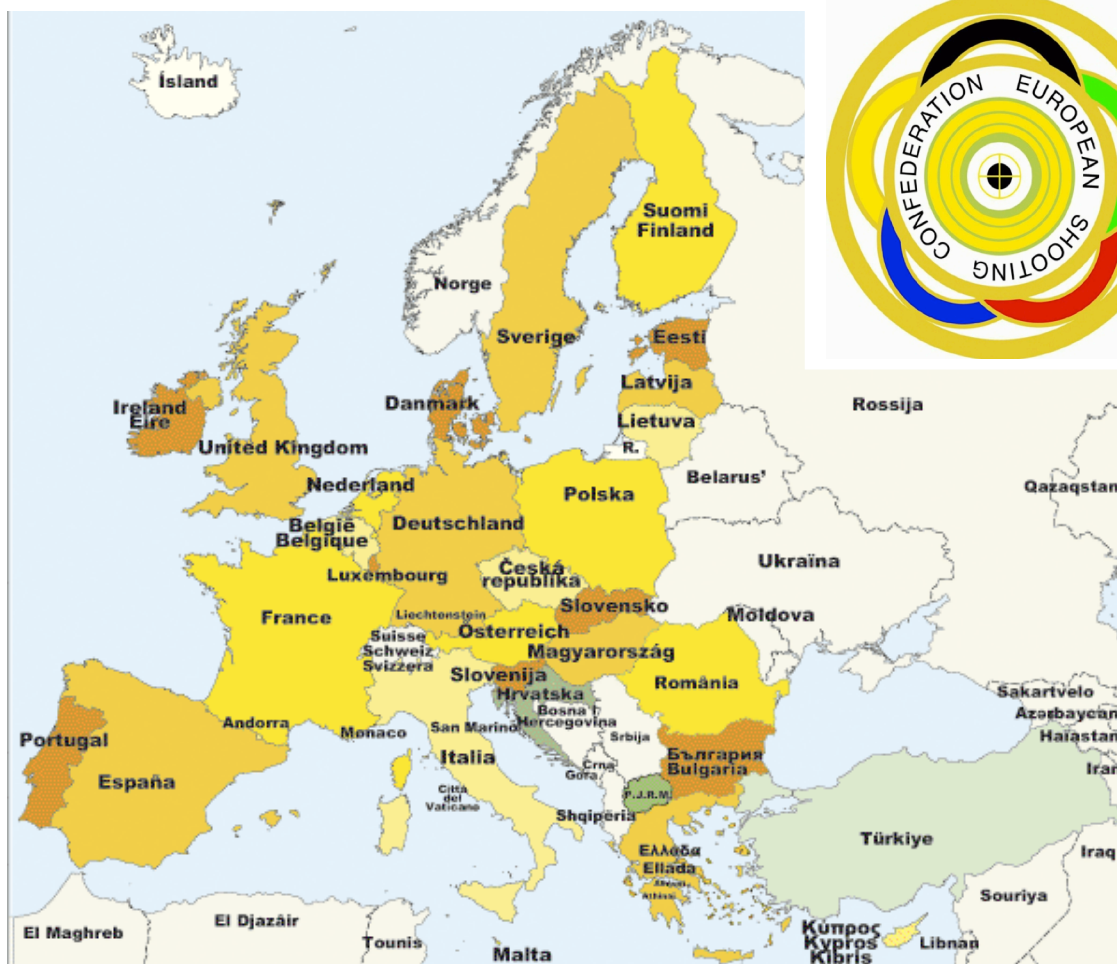 Ísland
CONFEDERATION EUROPEAN
SHOOTING
Suomi
Finland
Norge
Sverige
Eesti
Latvija
Lietuva
R.
Rossija
Danmark
Ireland
Éire
United Kingdom
Nederland
Belarus'
Qazaqstan
Polska
Deutschland
België
Belgique
Luxembourg
Česká
republika
Ukraïna
Slovensko
Moldova
France
Liechtenstein
Österreich
Suisse
Schweiz
Svizzera
Magyarország
Slovenija
România
Hrvatska
Bosna i
Hercegovina
Sakartvelo
Azərbaycan
Haïastan
Iran
Andorra
Monaco
San Marino
Srbija
Portugal
España
Italia
България
Bulgaria
Crna
Gora
Città
del
Vaticano
P.J.R.M.
Shqipëria
Türkiye
Iraq
Ελλάδα
Ellada
Souriya
El Maghreb
El Djazâir
Tounis
Malta
Κύπρος
Kypros
Kibris
Libnan